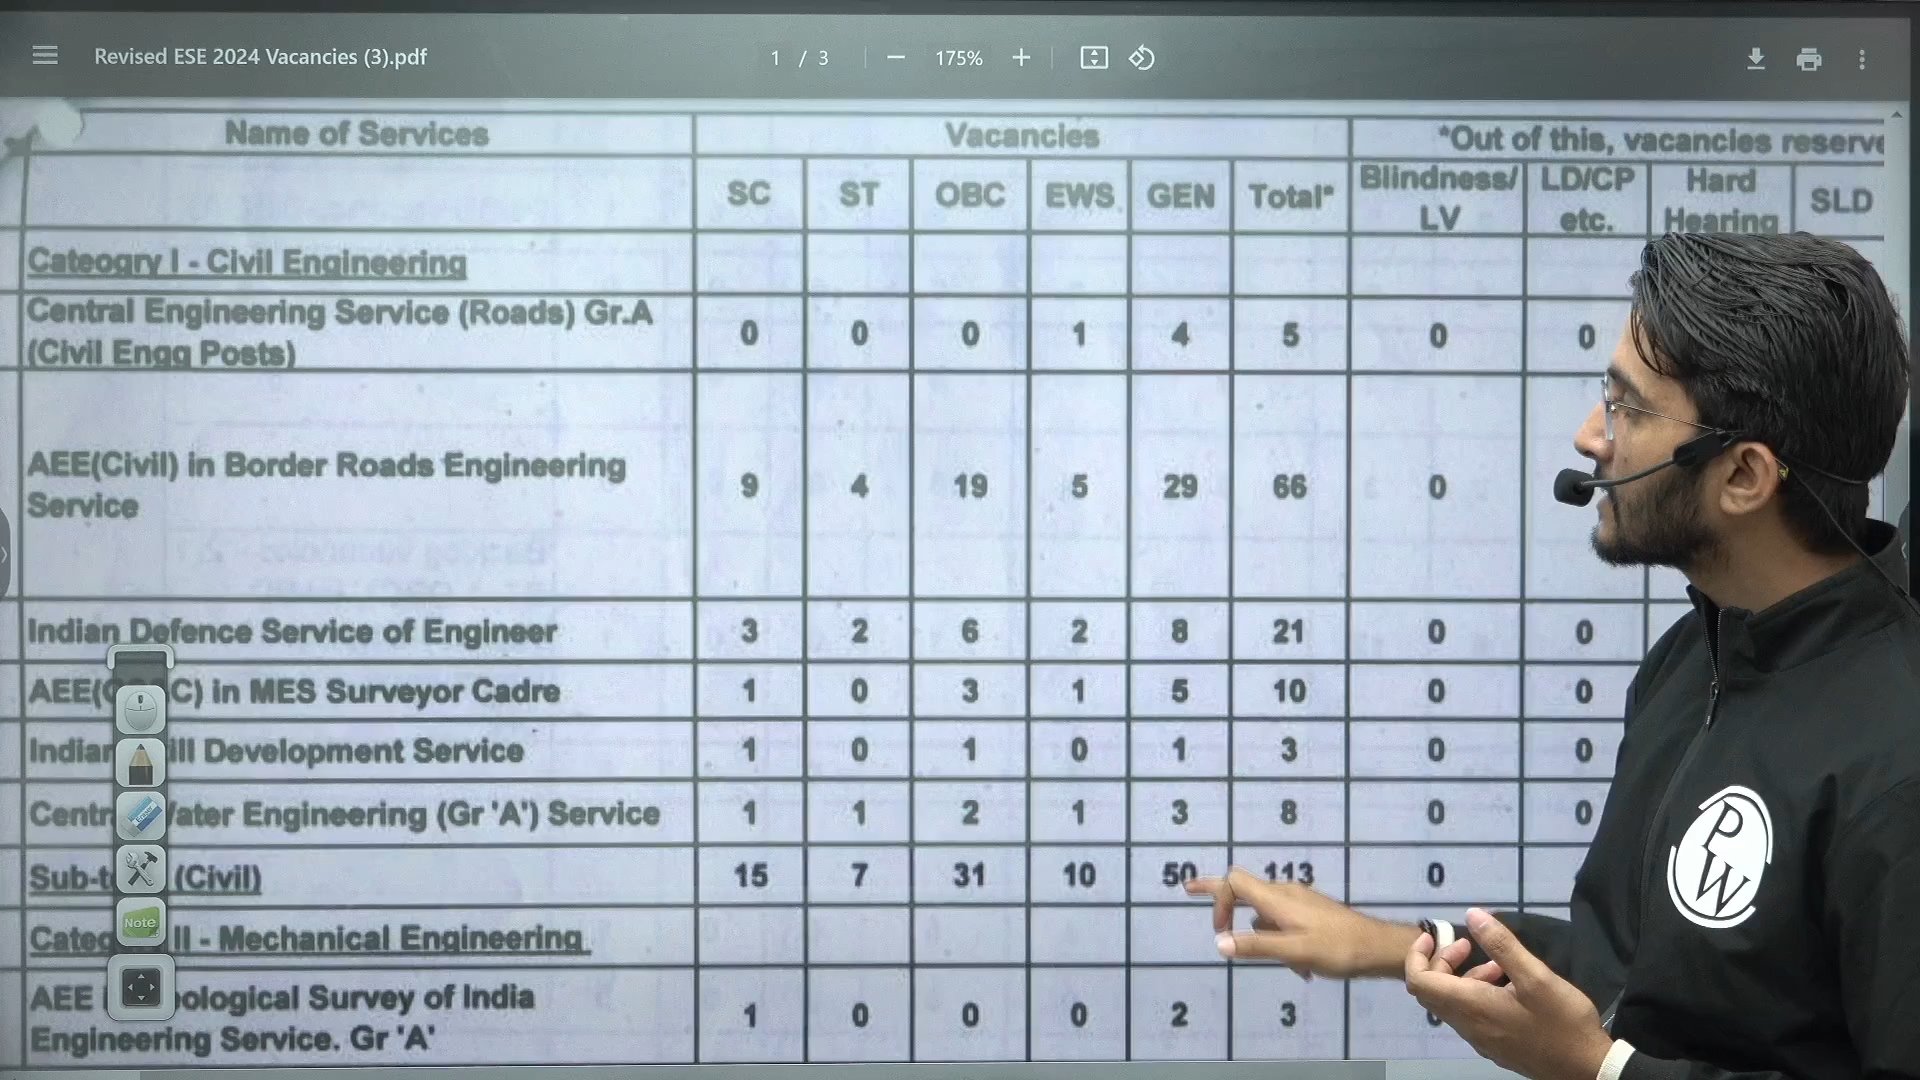 Revised ESE 2024 Vacancies (3).pdf
1 / 3
175%
Name of Services Vacancies *Out of this, vacancies
SC ST OBC EWS GEN Total* Blindness/ LV LD/CP etc. Hard Hearing SLD
Cateogry I - Civil Engineering
Central Engineering Service (Roads) Gr.A
(Civil Engg Posts)
0 0 0 1 4 5 0 0
AEE(Civil) in Border Roads Engineering
Service
9 4 19 5 29 66 0
Indian Defence Service of Engineer 3 2 6 2 8 21 0 0
in MES Surveyor Cadre 1 0 3 1 5 10 0 0
Development Service 1 0 1 0 1 3 0 0
Engineering (Gr 'A') Service 1 1 2 1 3 8 0 0
(Civil) 15 7 31 10 50 113 0
II - Mechanical Engineering
AEE Survey of India
Engineering Service. Gr 'A'
1 0 0 0 2 3
Note
PW